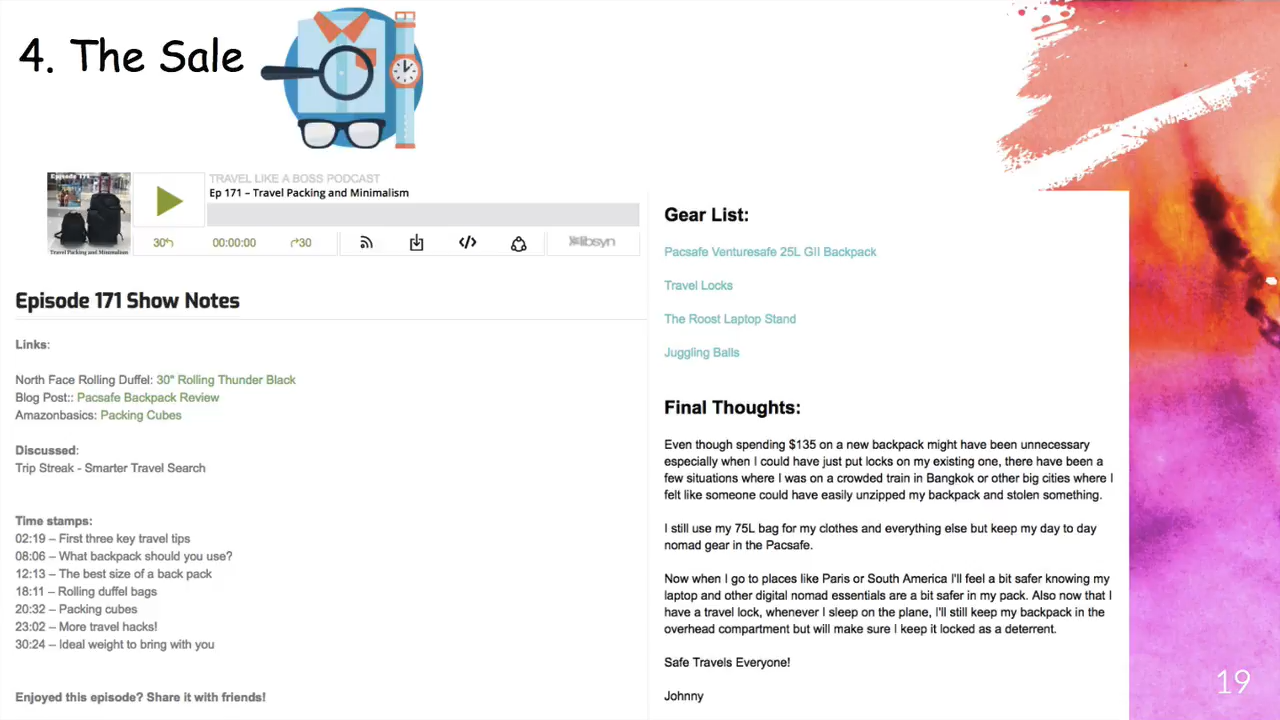 4. The Sale
Episode 171
Travel Packing and Minimalism
TRAVEL LIKE A BOSS PODCAST
Ep 171 – Travel Packing and Minimalism
30
00:00:00
30
libsyn
Episode 171 Show Notes
Links:
North Face Rolling Duffel: 30" Rolling Thunder Black
Blog Post:: Pacsafe Backpack Review
Amazonbasics: Packing Cubes
Discussed:
Trip Streak - Smarter Travel Search
Time stamps:
02:19 – First three key travel tips
08:06 – What backpack should you use?
12:13 – The best size of a back pack
18:11 – Rolling duffel bags
20:32 – Packing cubes
23:02 – More travel hacks!
30:24 – Ideal weight to bring with you
Enjoyed this episode? Share it with friends!
Gear List:
Pacsafe Venturesafe 25L GII Backpack
Travel Locks
The Roost Laptop Stand
Juggling Balls
Final Thoughts:
Even though spending $135 on a new backpack might have been unnecessary
especially when I could have just put locks on my existing one, there have been a
few situations where I was on a crowded train in Bangkok or other big cities where I
felt like someone could have easily unzipped my backpack and stolen something.
I still use my 75L bag for my clothes and everything else but keep my day to day
nomad gear in the Pacsafe.
Now when I go to places like Paris or South America I'll feel a bit safer knowing my
laptop and other digital nomad essentials are a bit safer in my pack. Also now that I
have a travel lock, whenever I sleep on the plane, I'll still keep my backpack in the
overhead compartment but will make sure I keep it locked as a deterrent.
Safe Travels Everyone!
Johnny
19